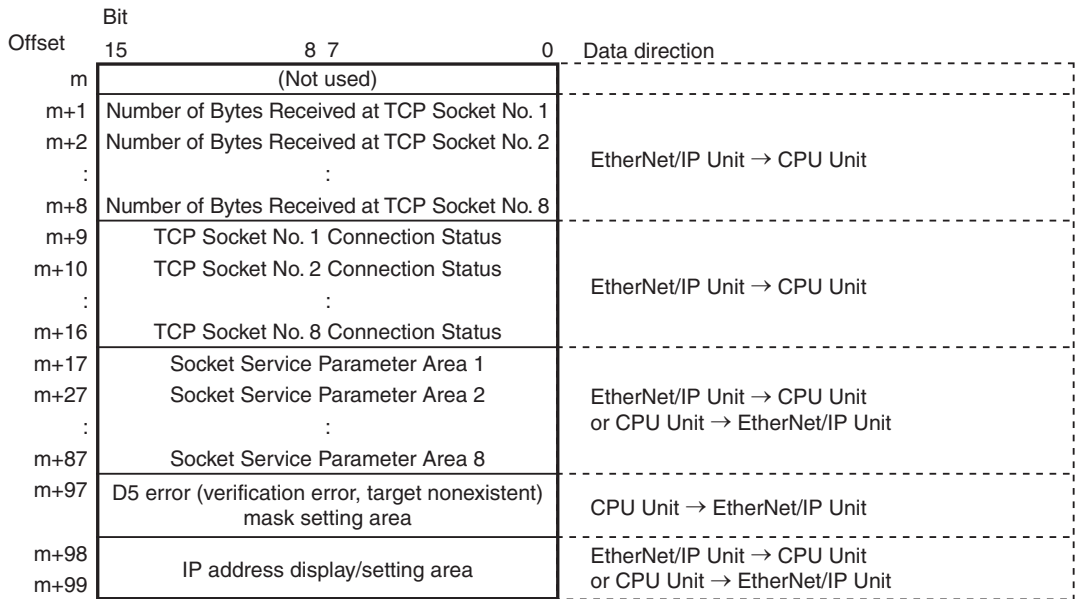 Bit
Offset 15 8 7 0 Data direction
m (Not used)
m+1 Number of Bytes Received at TCP Socket No. 1
m+2 Number of Bytes Received at TCP Socket No. 2
EtherNet/IP Unit → CPU Unit
: :
m+8 Number of Bytes Received at TCP Socket No. 8
m+9 TCP Socket No. 1 Connection Status
m+10 TCP Socket No. 2 Connection Status
EtherNet/IP Unit → CPU Unit
: :
m+16 TCP Socket No. 8 Connection Status
m+17 Socket Service Parameter Area 1
m+27 Socket Service Parameter Area 2
EtherNet/IP Unit → CPU Unit
or CPU Unit → EtherNet/IP Unit
: :
m+87 Socket Service Parameter Area 8
m+97 D5 error (verification error, target nonexistent)
mask setting area
CPU Unit → EtherNet/IP Unit
m+98
m+99
IP address display/setting area
EtherNet/IP Unit → CPU Unit
or CPU Unit → EtherNet/IP Unit